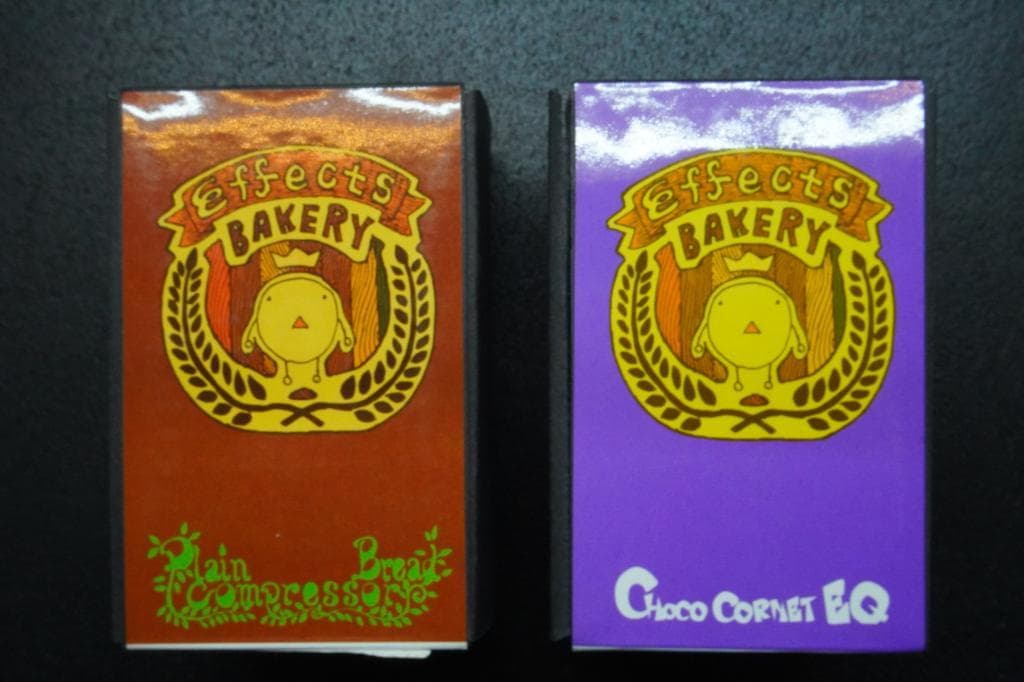 Effects
BAKERY
Plain Bread
Compressor
Effects
BAKERY
CHOCO CORNET EQ